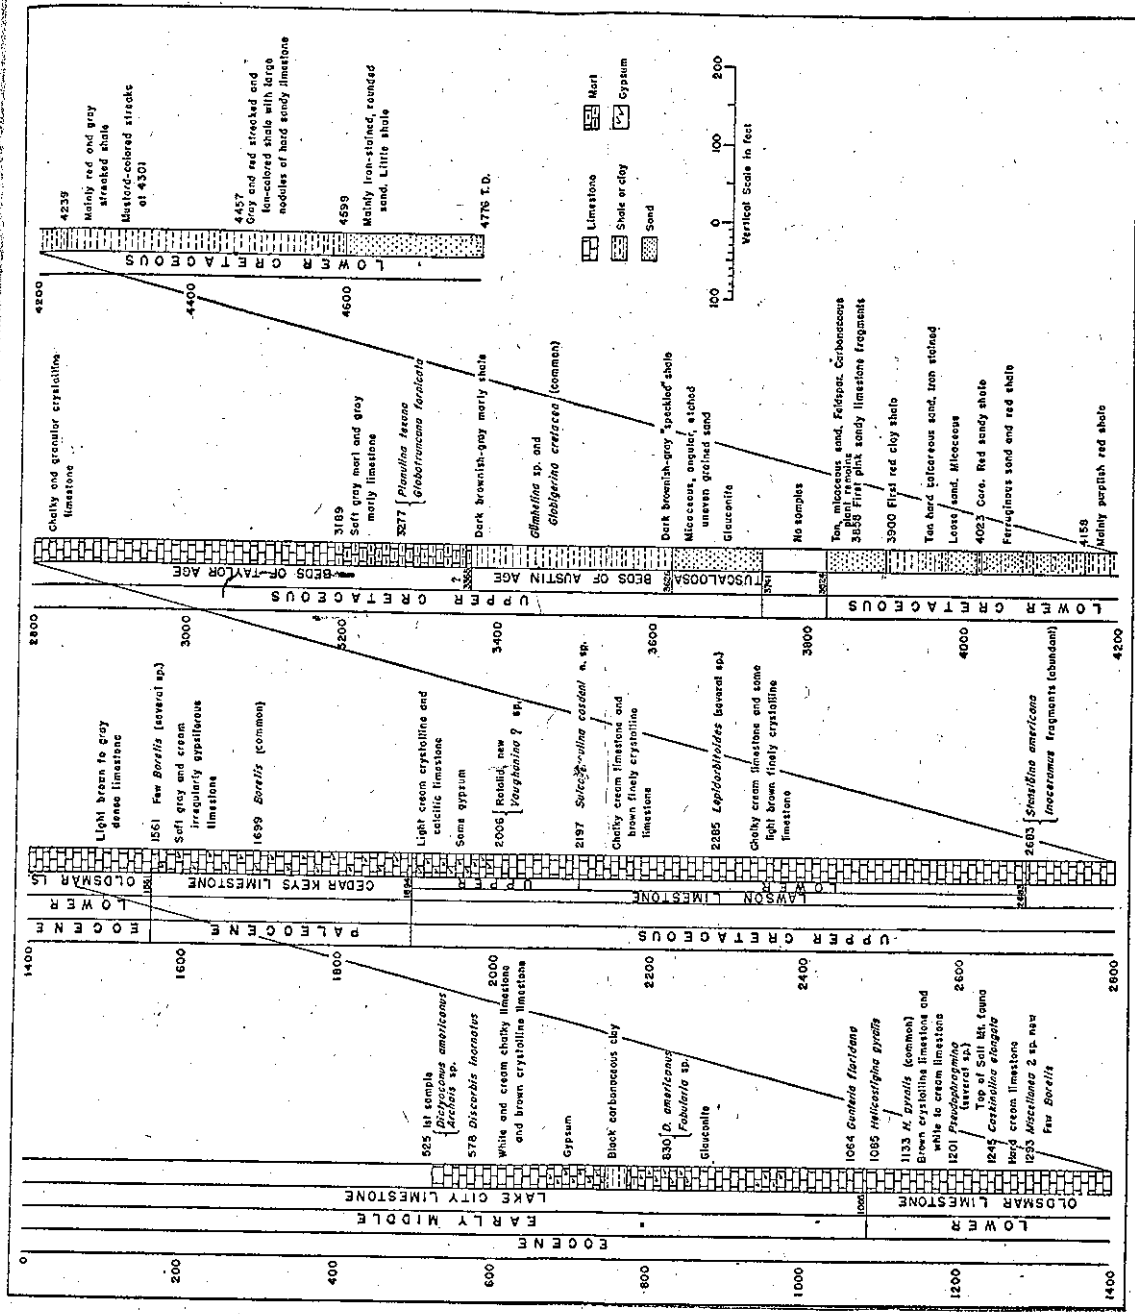 0
200
400
600
800
1000
1200
1400
EOCENE
EARLY MIDDLE
LOWER
LAKE CITY LIMESTONE
OLDSMAR LIMESTONE
525 1st sample
Dictyoconus americanus
Archais sp.
578 Discorbis inornatus
White and cream chalky limestone
and brown crystalline limestone
Gypsum
Black carbonaceous clay
830 D. americanus
Fabularia sp.
Glauconite
1064 Gunteria floridana
1085 Helicostigina gyralis
1133 H. gyralis (common)
Brown crystalline limestone and
white to cream limestone
1201 Pseudophragmina
(several sp.)
Top of Salt Mt. fauna
1245 Coskinolina elongata
Hard cream limestone
1293 Miscellanea 2 sp. new
Few Borelis
1400
1600
1800
2000
2200
2400
2600
2800
EOCENE
PALEOCENE
UPPER CRETACEOUS
LOWER
OLDSMAR LS.
CEDAR KEYS LIMESTONE
1894
LAWSON LIMESTONE
UPPER
LOWER
2683
Light brown to gray
dense limestone
1561 Few Borelis (several sp.)
Soft gray and cream
irregularly gypsiferous
limestone
1699 Borelis (common)
Light cream crystalline and
calcitic limestone
Some gypsum
2006 Rotalid, new
Vaughanina ? sp.
2197 cosdeni n. sp.
Chalky cream limestone and
brown finely crystalline
limestone
2285 Lepidorbitoides (several sp.)
Chalky cream limestone and some
light brown finely crystalline
limestone
2683 americana
Inoceramus fragments (abundant)
2800
3000
3200
3400
3600
3800
4000
4200
UPPER CRETACEOUS
LOWER CRETACEOUS
BEDS OF TAYLOR AGE
?
BEDS OF AUSTIN AGE
TUSCALOOSA
3741
Chalky and granular crystalline
limestone
3189
Soft gray marl and gray
marly limestone
3277 Planulina texana
Globotruncana fornicata
Dark brownish-gray marly shale
Gümbelina sp. and
Globigerina cretacea (common)
Dark brownish-gray "speckled" shale
Micaceous, angular, etched
uneven grained sand
Glauconite
No samples
Tan, micaceous sand, Feldspar. Carbonaceous
plant remains
3858 First pink sandy limestone fragments
3900 First red clay shale
Tan hard calcareous sand, iron stained
Loose sand, Micaceous
4023 Core. Red sandy shale
Ferruginous sand and red shale
4158
Mainly purplish red shale
4200
4400
4600
LOWER CRETACEOUS
4239
Mainly red and gray
streaked shale
Mustard-colored streaks
at 4301
4457
Gray and red streaked and
tan-colored shale with large
nodules of hard sandy limestone
4599
Mainly iron-stained, rounded
sand. Little shale
4776 T.D.
Limestone
Shale or clay
Sand
Marl
Gypsum
100 0 100 200
Vertical Scale in feet